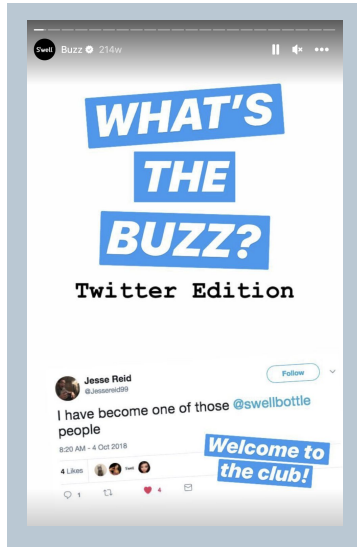 S'well Buzz 214w
WHAT'S
THE
BUZZ?
Twitter Edition
Jesse Reid
@Jessereid99
Follow
I have become one of those @swellbottle
people
8:20 AM - 4 Oct 2018
Welcome to
the club!
4 Likes
1
4